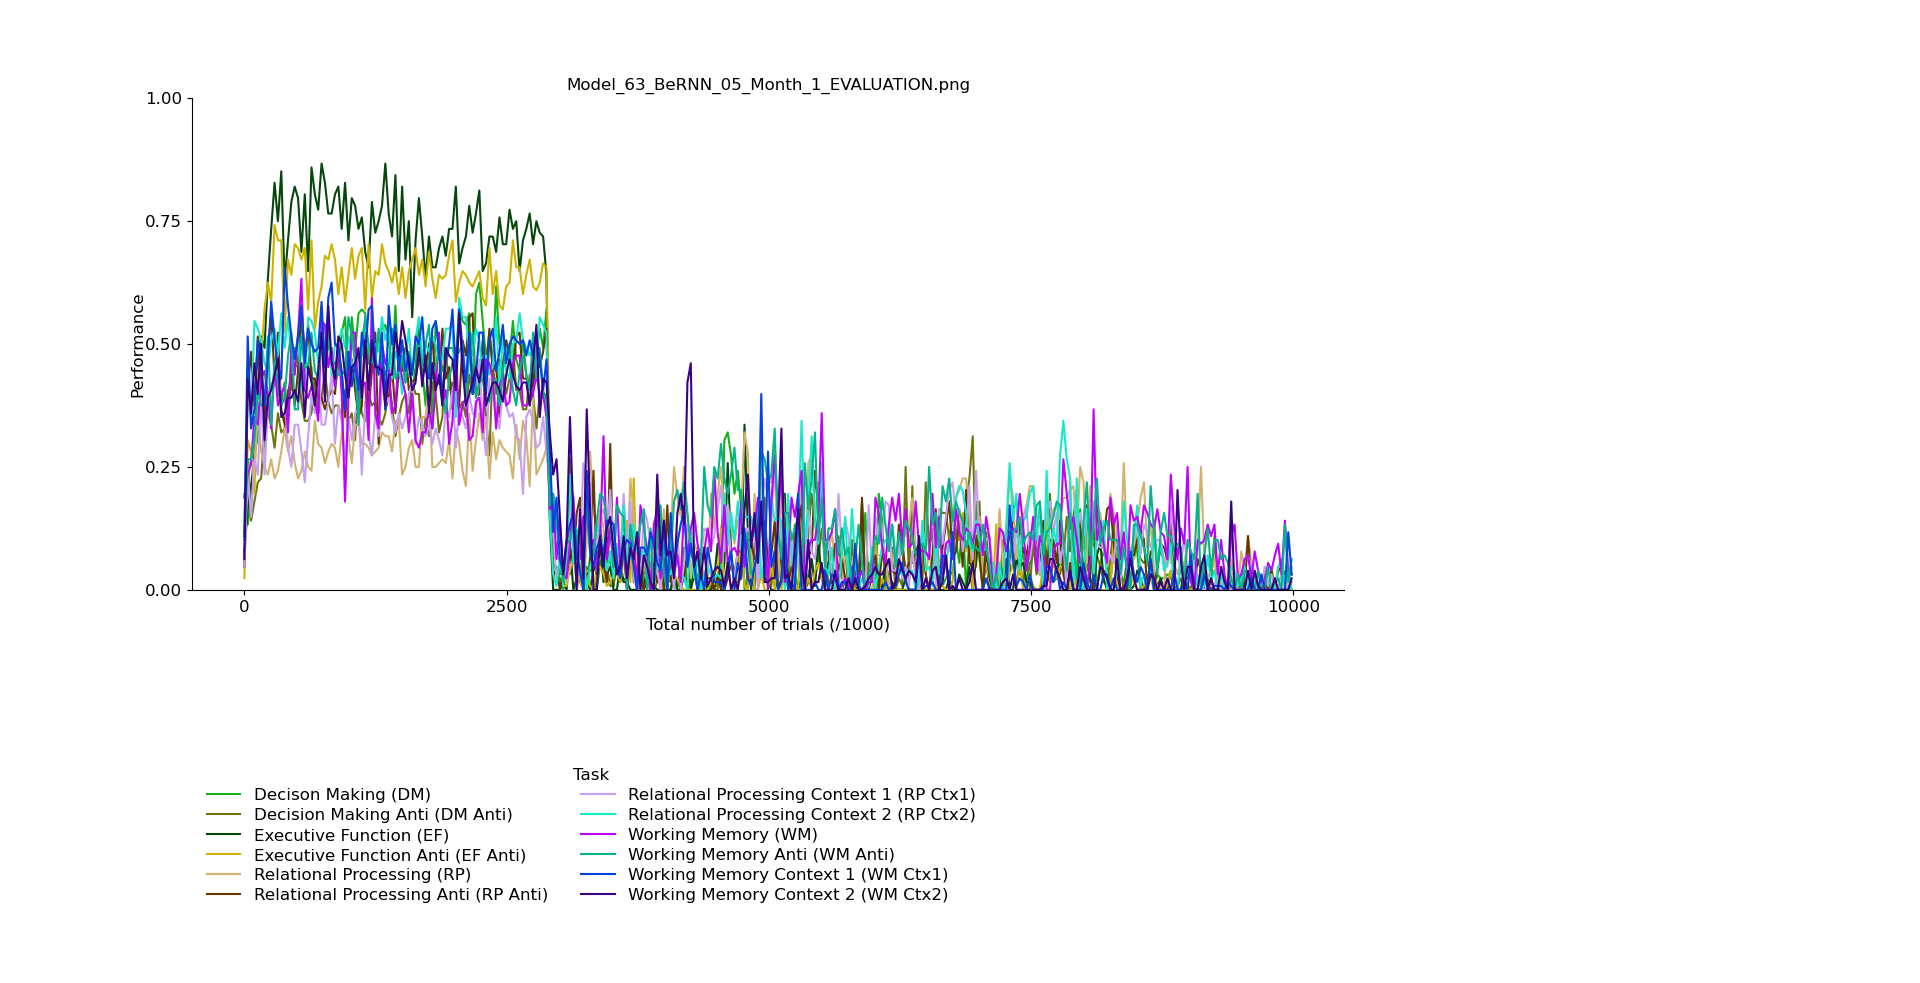 Model_63_BeRNN_05_Month_1_EVALUATION.png
1.00
0.75
0.50
0.25
0.00
Performance
0 2500 5000 7500 10000
Total number of trials (/1000)
Task
Decison Making (DM)
Decision Making Anti (DM Anti)
Executive Function (EF)
Executive Function Anti (EF Anti)
Relational Processing (RP)
Relational Processing Anti (RP Anti)
Relational Processing Context 1 (RP Ctx1)
Relational Processing Context 2 (RP Ctx2)
Working Memory (WM)
Working Memory Anti (WM Anti)
Working Memory Context 1 (WM Ctx1)
Working Memory Context 2 (WM Ctx2)